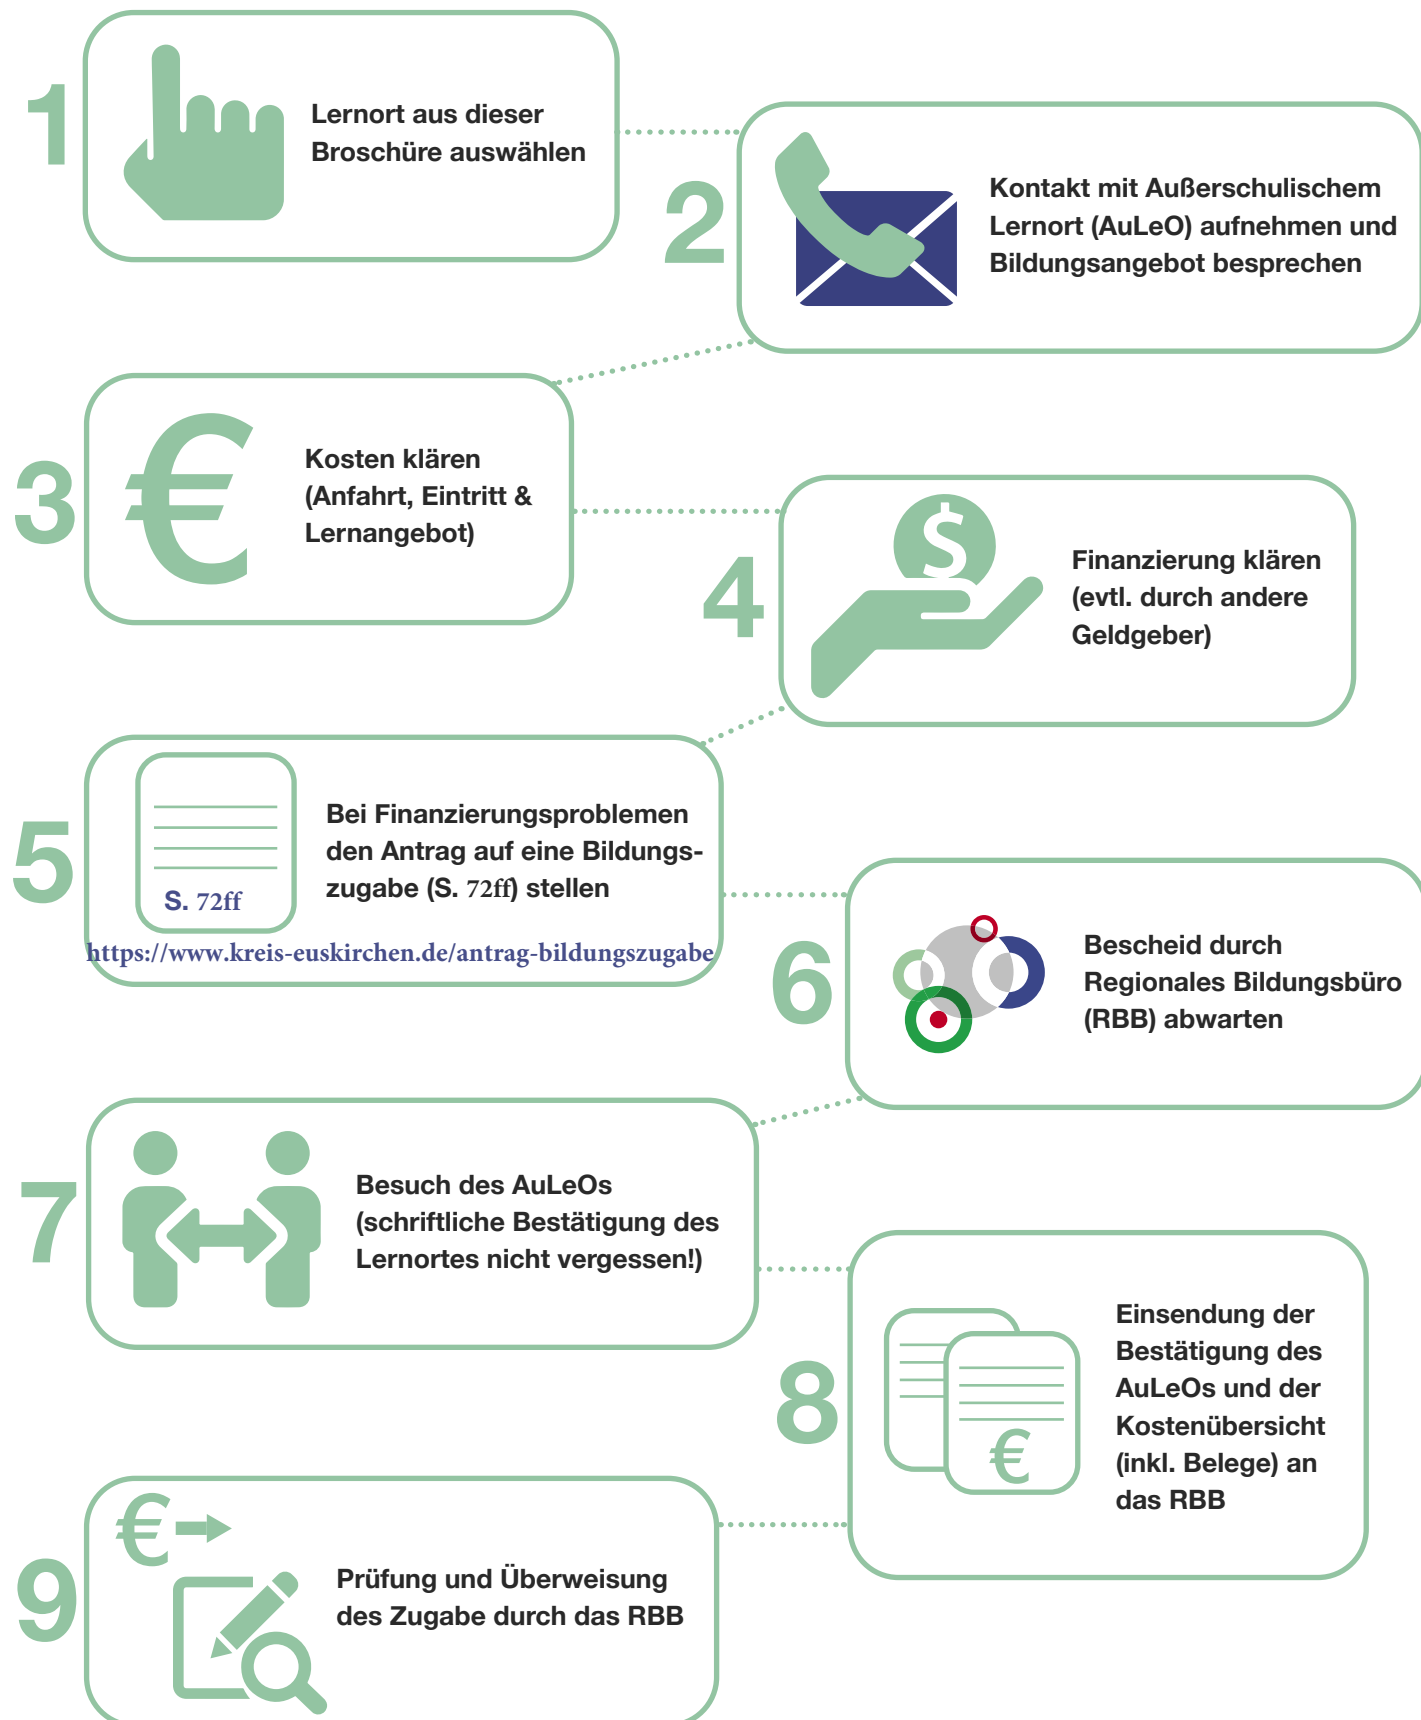 1
Lernort aus dieser
Broschüre auswählen
2
Kontakt mit Außerschulischem
Lernort (AuLeO) aufnehmen und
Bildungsangebot besprechen
3
€
Kosten klären
(Anfahrt, Eintritt &
Lernangebot)
4
$
Finanzierung klären
(evtl. durch andere
Geldgeber)
5
S. 72ff
Bei Finanzierungsproblemen
den Antrag auf eine Bildungs-
zugabe (S. 72ff) stellen
https://www.kreis-euskirchen.de/antrag-bildungszugabe
6
Bescheid durch
Regionales Bildungsbüro
(RBB) abwarten
7
Besuch des AuLeOs
(schriftliche Bestätigung des
Lernortes nicht vergessen!)
8
€
Einsendung der
Bestätigung des
AuLeOs und der
Kostenübersicht
(inkl. Belege) an
das RBB
9
€
Prüfung und Überweisung
des Zugabe durch das RBB